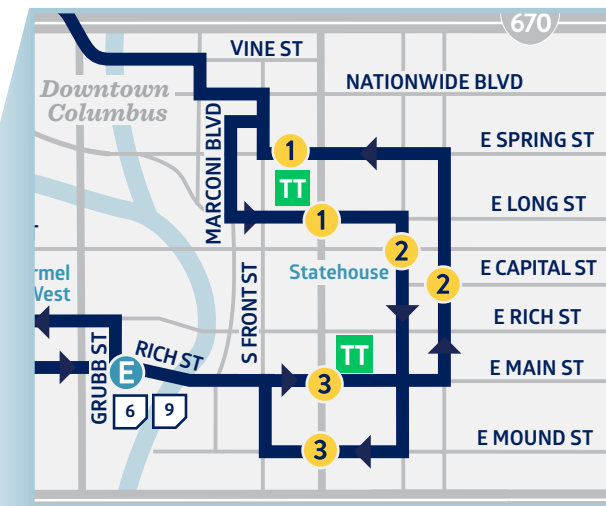 670
VINE ST
NATIONWIDE BLVD
Downtown
Columbus
MARCONI BLVD
E SPRING ST
1
TT
E LONG ST
1
2
Statehouse
E CAPITAL ST
2
rmel
West
S FRONT ST
E RICH ST
GRUBB ST
RICH ST
TT
E MAIN ST
E
3
6
9
E MOUND ST
3